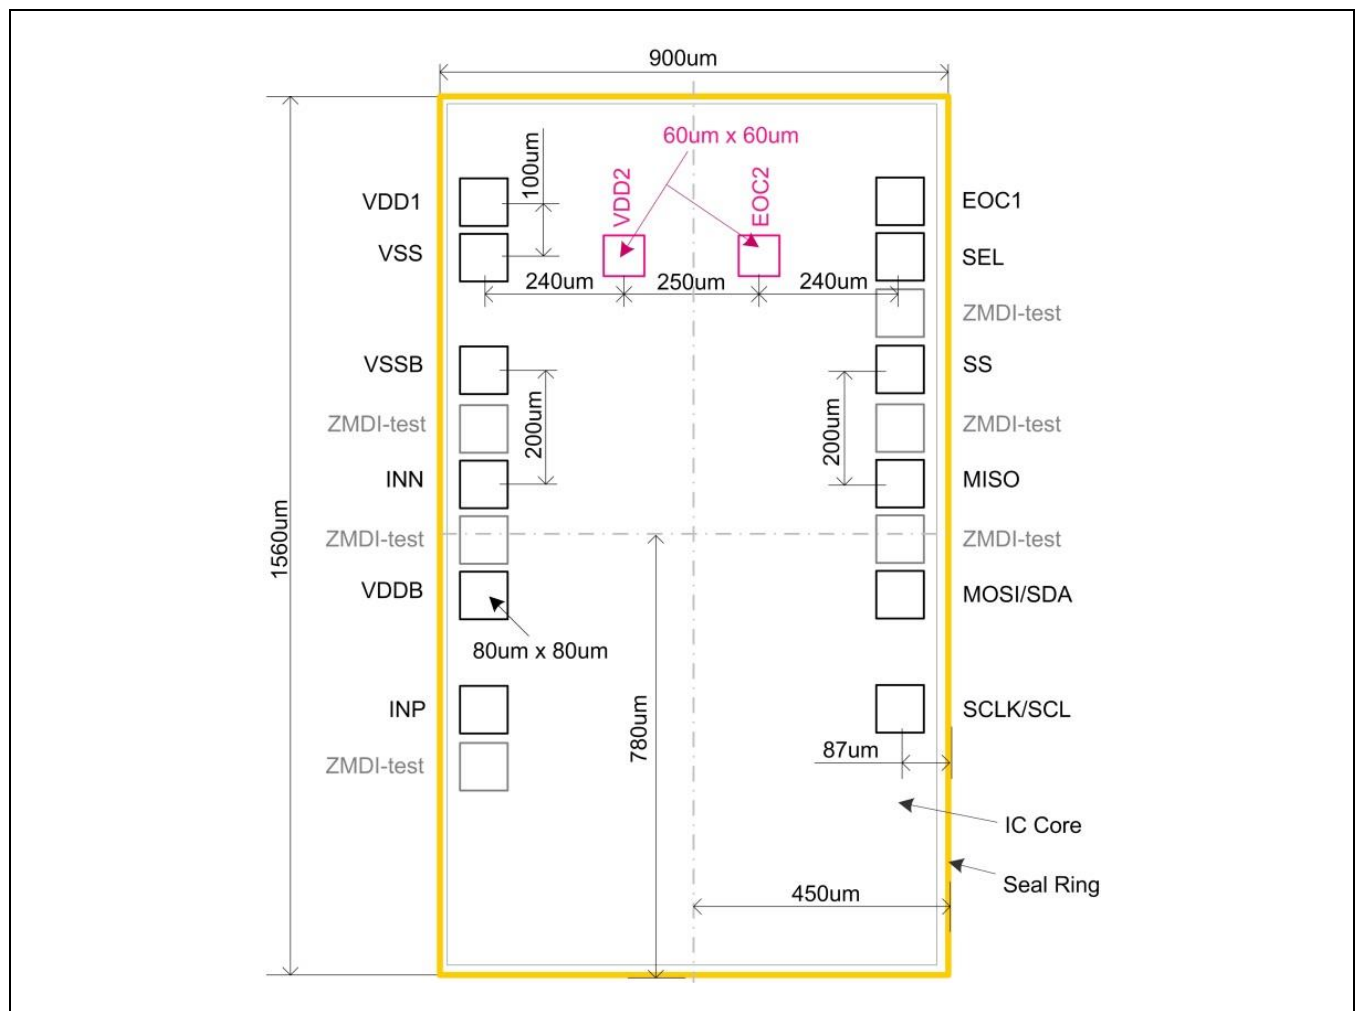 900um
60um x 60um
100um
VDD1
VDD2
EOC2
EOC1
VSS
SEL
240um
250um
240um
ZMDI-test
VSSB
SS
ZMDI-test
200um
200um
ZMDI-test
INN
MISO
1560um
ZMDI-test
ZMDI-test
VDDB
MOSI/SDA
80um x 80um
INP
780um
SCLK/SCL
87um
ZMDI-test
IC Core
Seal Ring
450um